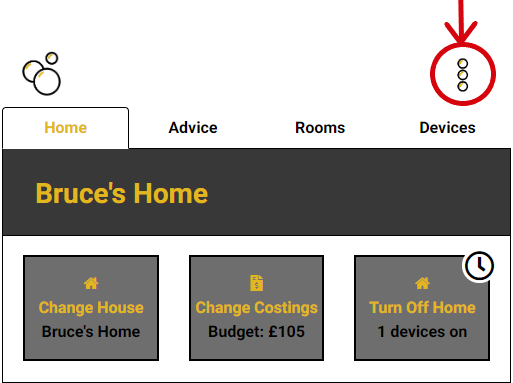 Home
Advice
Rooms
Devices
Bruce's Home
Change House
Bruce's Home
Change Costings
Budget: £105
Turn Off Home
1 devices on